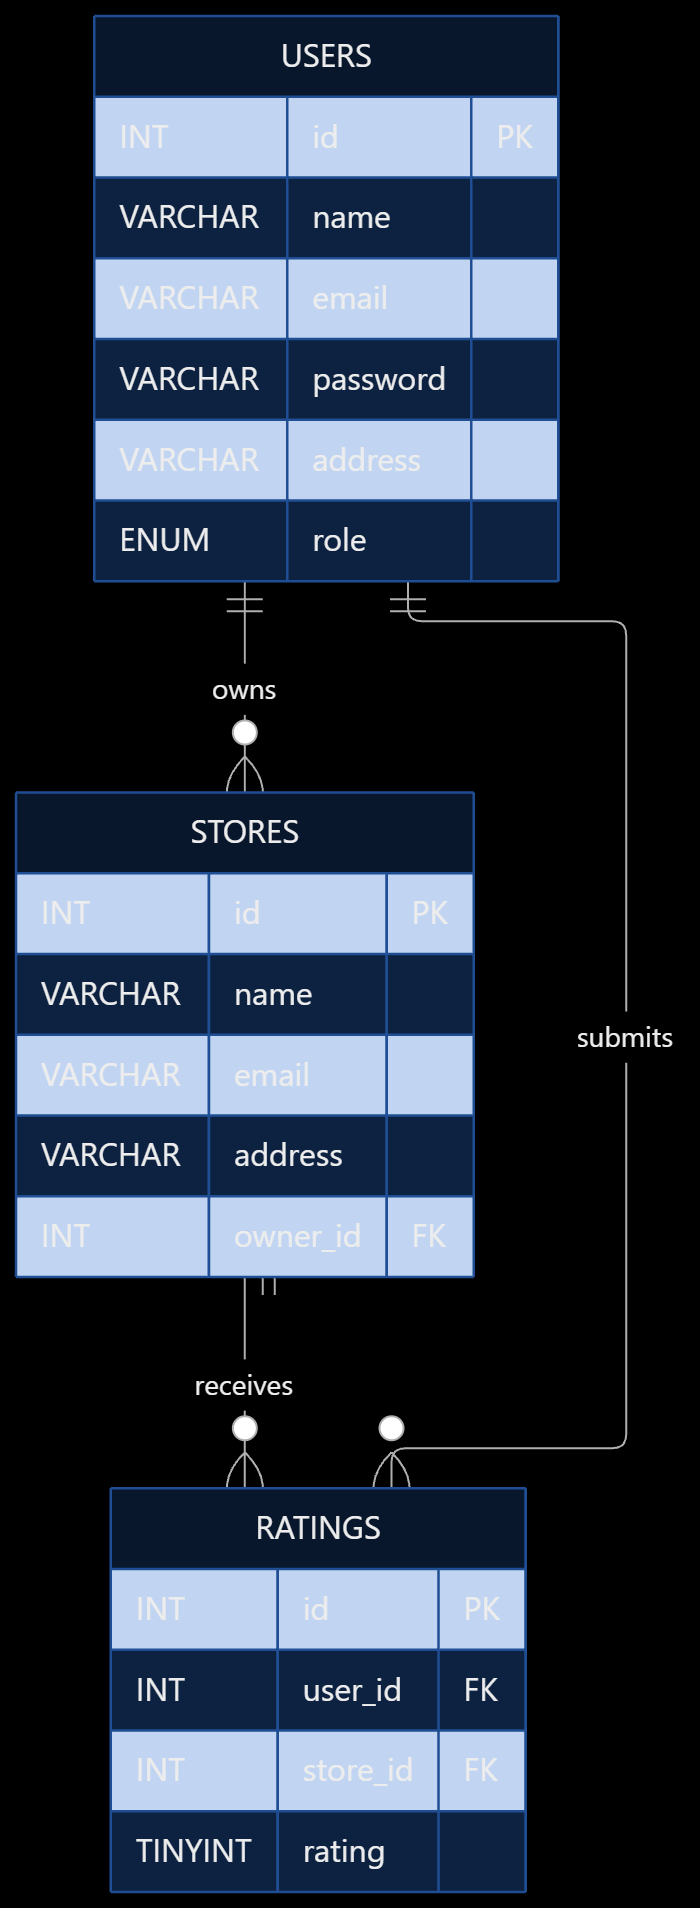 USERS
INT id PK
VARCHAR name
VARCHAR email
VARCHAR password
VARCHAR address
ENUM role
owns
STORES
INT id PK
VARCHAR name
VARCHAR email
VARCHAR address
INT owner_id FK
submits
receives
RATINGS
INT id PK
INT user_id FK
INT store_id FK
TINYINT rating